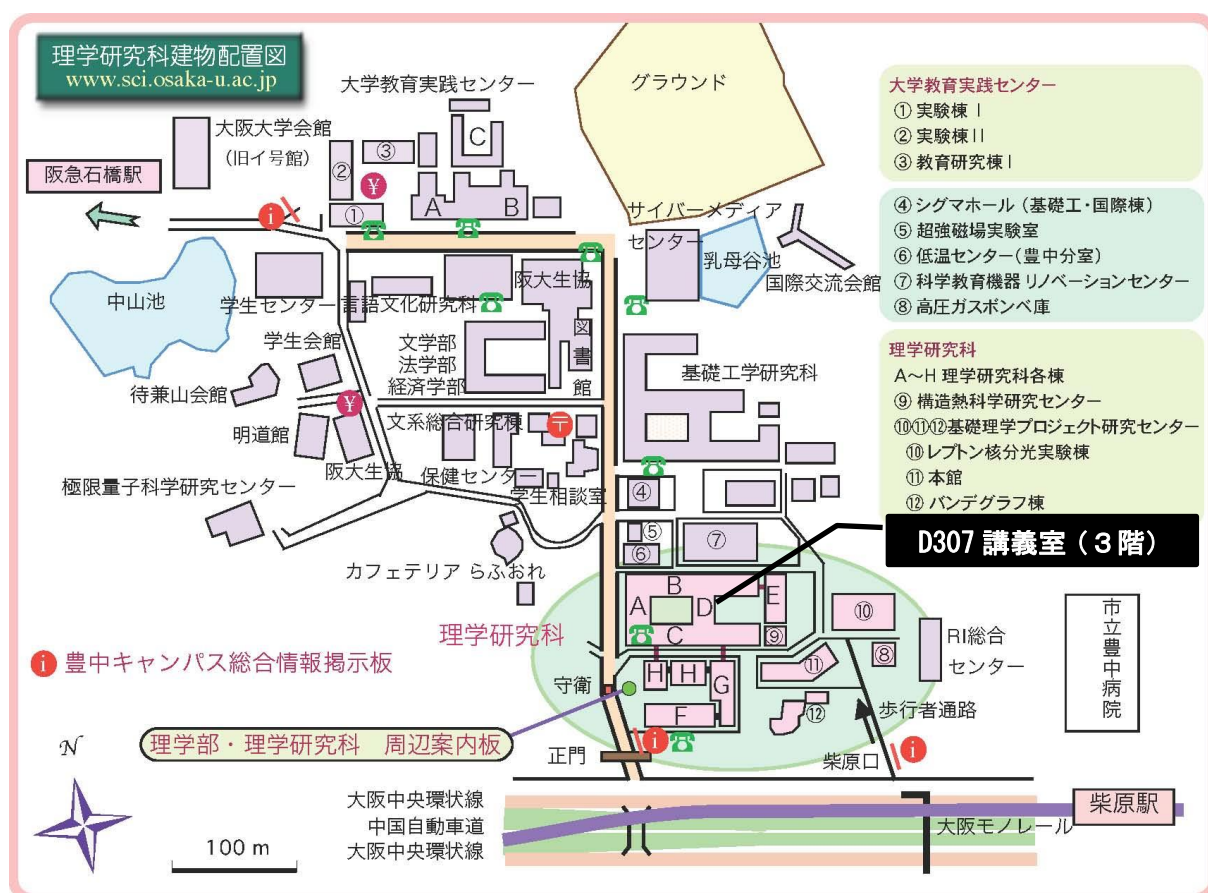 理学研究科建物配置図
www.sci.osaka-u.ac.jp
大学教育実践センター
グラウンド
大阪大学会館
(旧イ号館)
阪急石橋駅
C
③
②
¥
①
A
B
i
サイバーメディア
センター
乳母谷池
国際交流会館
中山池
学生センター
言語文化研究科
阪大生協
図
書
館
学生会館
文学部
法学部
経済学部
基礎工学研究科
待兼山会館
¥
明道館
文系総合研究棟
〒
阪大生協
保健センター
学生相談室
極限量子科学研究センター
④
⑤
⑥
⑦
カフェテリア らふおれ
B
A
D
E
C
⑨
⑩
理学研究科
RI総合
センター
⑧
⑪
H
H
G
F
⑫
守衛
i 豊中キャンパス総合情報掲示板
歩行者通路
市立豊中病院
理学部・理学研究科 周辺案内板
正門
i
柴原口
i
N
大阪中央環状線
中国自動車道
大阪中央環状線
柴原駅
大阪モノレール
100 m
大学教育実践センター
① 実験棟 I
② 実験棟 II
③ 教育研究棟 I
④ シグマホール (基礎工・国際棟)
⑤ 超強磁場実験室
⑥ 低温センター(豊中分室)
⑦ 科学教育機器 リノベーションセンター
⑧ 高圧ガスボンベ庫
理学研究科
A～H 理学研究科各棟
⑨ 構造熱科学研究センター
⑩⑪⑫基礎理学プロジェクト研究センター
⑩ レプトン核分光実験棟
⑪ 本館
⑫ バンデグラフ棟
D307 講義室(3階)